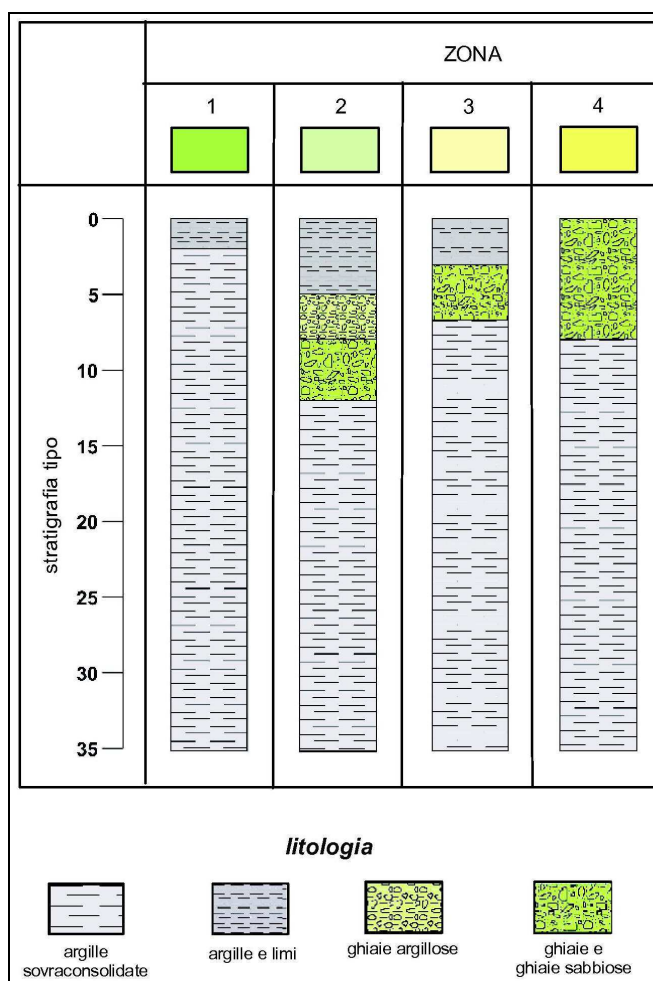 ZONA
1 2 3 4
stratigrafia tipo
0
5
10
15
20
25
30
35
litologia
argille
sovraconsolidate
argille e limi
ghiaie argillose
ghiaie e
ghiaie sabbiose